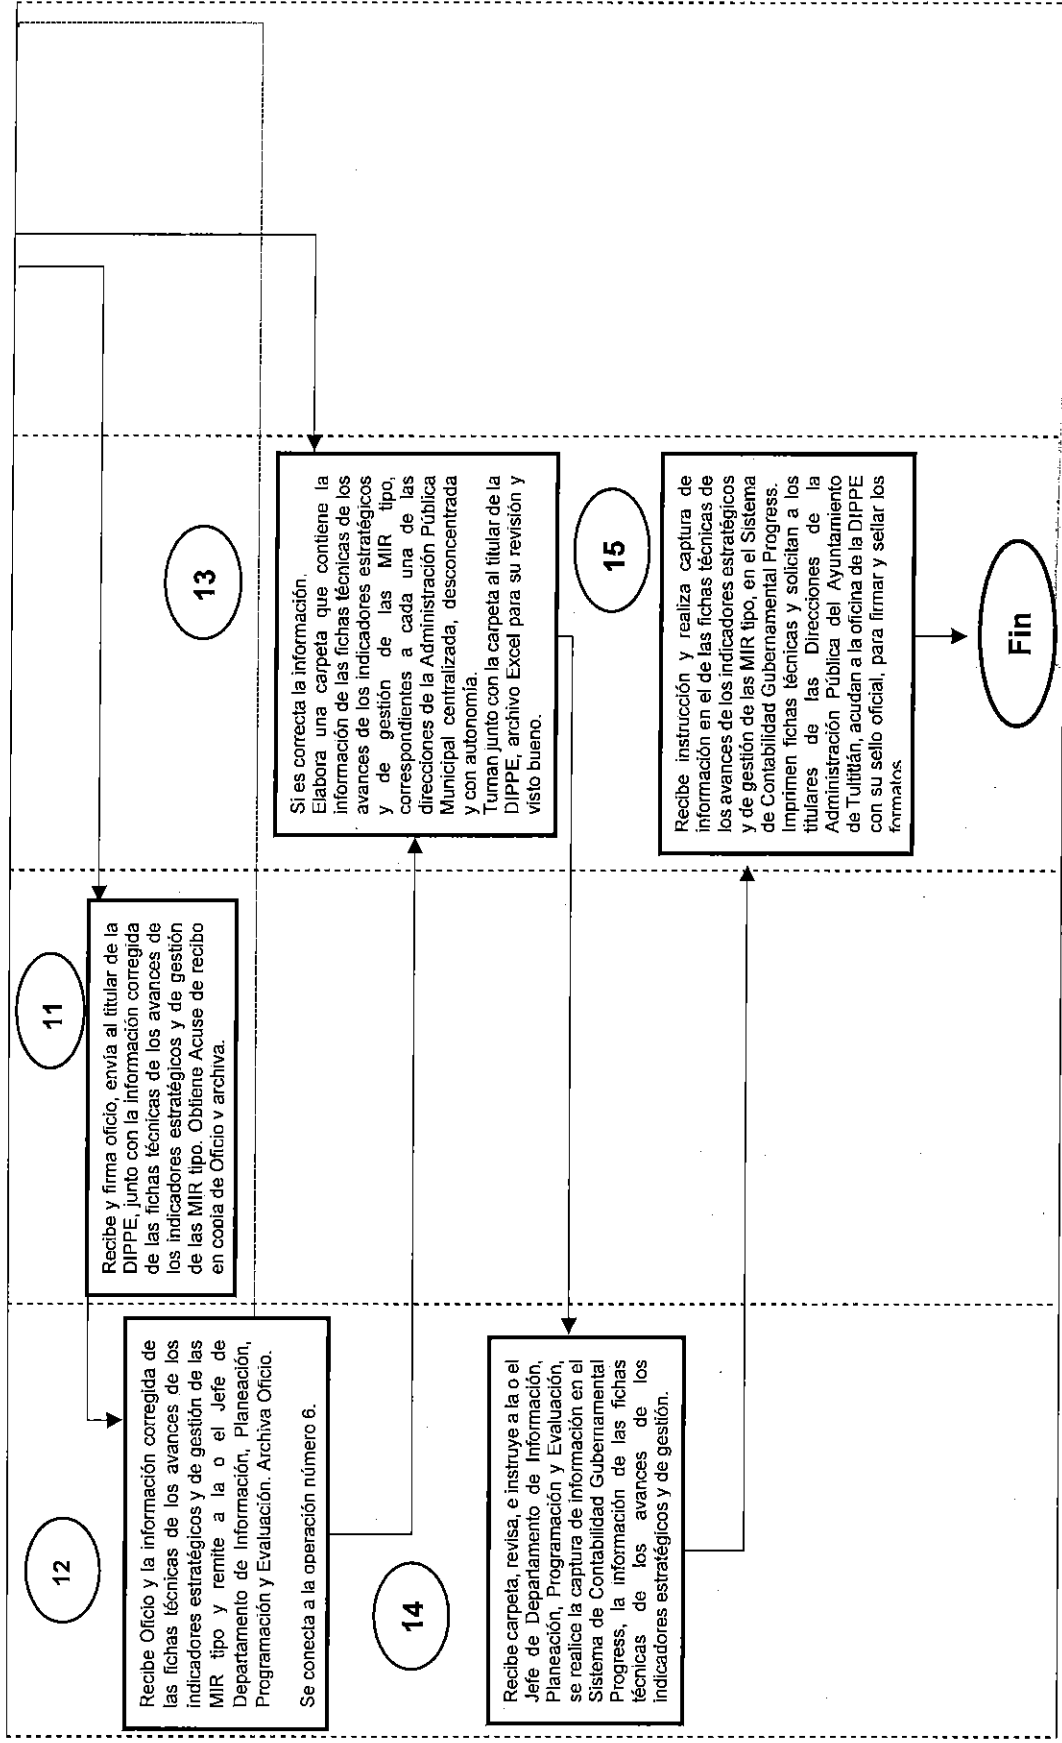 11
Recibe y firma oficio, envía al titular de la
DIPPE, junto con la información corregida
de las fichas técnicas de los avances de
los indicadores estratégicos y de gestión
de las MIR tipo. Obtiene Acuse de recibo
en copia de Oficio y archiva.
12
Recibe Oficio y la información corregida de
las fichas técnicas de los avances de los
indicadores estratégicos y de gestión de las
MIR tipo y remite a la o el Jefe de
Departamento de Información, Planeación,
Programación y Evaluación. Archiva Oficio.
Se conecta a la operación número 6.
13
Si es correcta la información.
Elabora una carpeta que contiene la
información de las fichas técnicas de los
avances de los indicadores estratégicos
y de gestión de las MIR tipo,
correspondientes a cada una de las
direcciones de la Administración Pública
Municipal centralizada, desconcentrada
y con autonomía.
Turnan junto con la carpeta al titular de la
DIPPE, archivo Excel para su revisión y
visto bueno.
14
Recibe carpeta, revisa, e instruye a la o el
Jefe de Departamento de Información,
Planeación, Programación y Evaluación,
se realice la captura de información en el
Sistema de Contabilidad Gubernamental
Progress, la información de las fichas
técnicas de los avances de los
indicadores estratégicos y de gestión.
15
Recibe instrucción y realiza captura de
información en el de las fichas técnicas de
los avances de los indicadores estratégicos
y de gestión de las MIR tipo, en el Sistema
de Contabilidad Gubernamental Progress.
Imprimen fichas técnicas y solicitan a los
titulares de las Direcciones de la
Administración Pública del Ayuntamiento
de Tultitlán, acudan a la oficina de la DIPPE
con su sello oficial, para firmar y sellar los
formatos
Fin